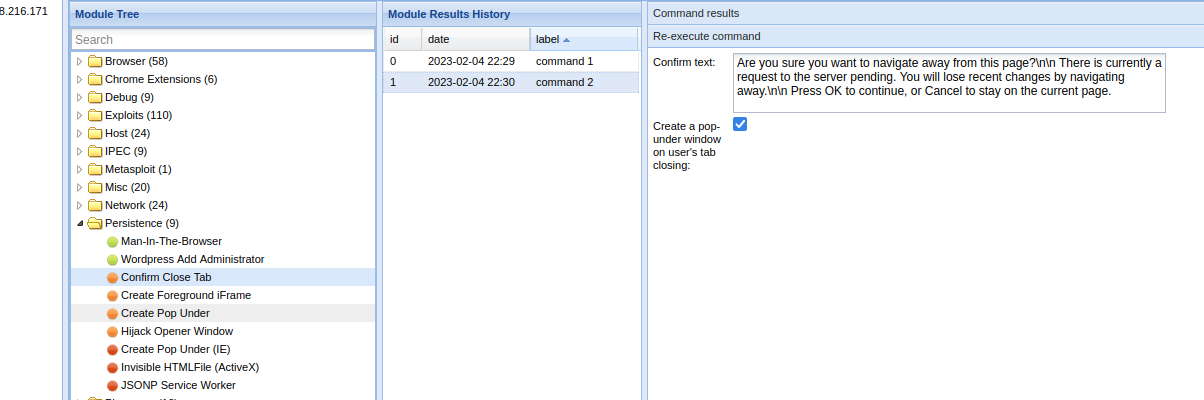 8.216.171
Module Tree
Search
Browser (58)
Chrome Extensions (6)
Debug (9)
Exploits (110)
Host (24)
IPEC (9)
Metasploit (1)
Misc (20)
Network (24)
Persistence (9)
Man-In-The-Browser
Wordpress Add Administrator
Confirm Close Tab
Create Foreground iFrame
Create Pop Under
Hijack Opener Window
Create Pop Under (IE)
Invisible HTMLFile (ActiveX)
JSONP Service Worker
Module Results History
id date label
0 2023-02-04 22:29 command 1
1 2023-02-04 22:30 command 2
Command results
Re-execute command
Confirm text:
Are you sure you want to navigate away from this page?\n\n There is currently a
request to the server pending. You will lose recent changes by navigating
away.\n\n Press OK to continue, or Cancel to stay on the current page.
Create a pop-
under window
on user's tab
closing: